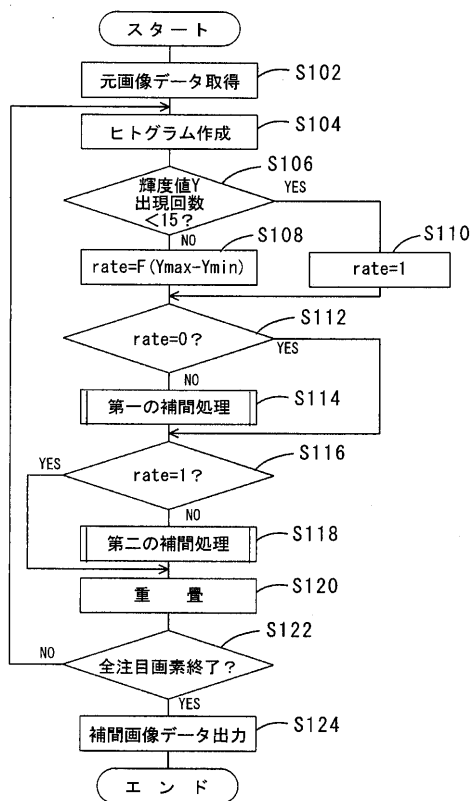 スタート
元画像データ取得
S102
ヒトグラム作成
S104
輝度値Y
出現回数
<15?
S106
YES
NO
rate=F(Ymax-Ymin)
S108
rate=1
S110
rate=0?
S112
YES
NO
第一の補間処理
S114
rate=1?
S116
YES
NO
第二の補間処理
S118
重 畳
S120
全注目画素終了?
S122
NO
YES
補間画像データ出力
S124
エ ン ド